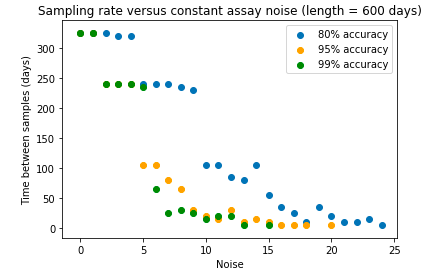 Sampling rate versus constant assay noise (length = 600 days)
80% accuracy
95% accuracy
99% accuracy
Time between samples (days)
300
250
200
150
100
50
0
0
5
10
15
20
25
Noise